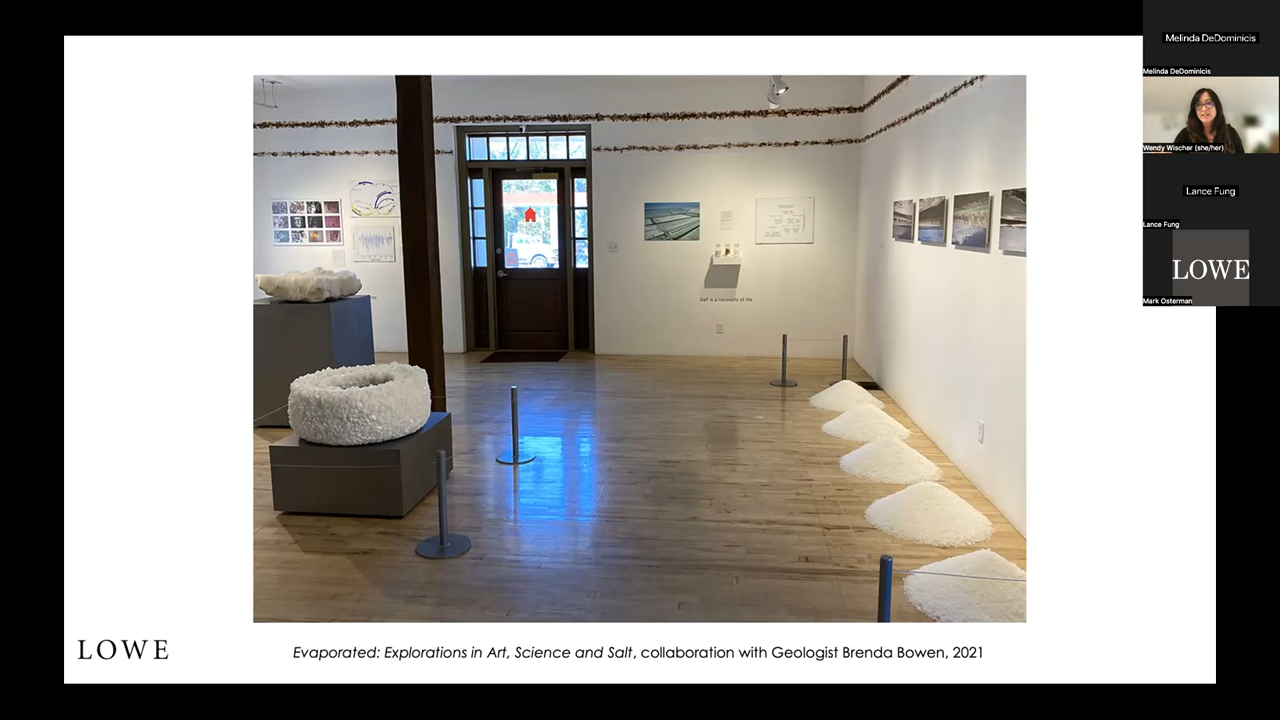 Melinda DeDominicis
Melinda DeDominicis
Wendy Wischer (she/her)
Lance Fung
Lance Fung
LOWE
Mark Osterman
Salt is a necessity of life
LOWE
Evaporated: Explorations in Art, Science and Salt, collaboration with Geologist Brenda Bowen, 2021